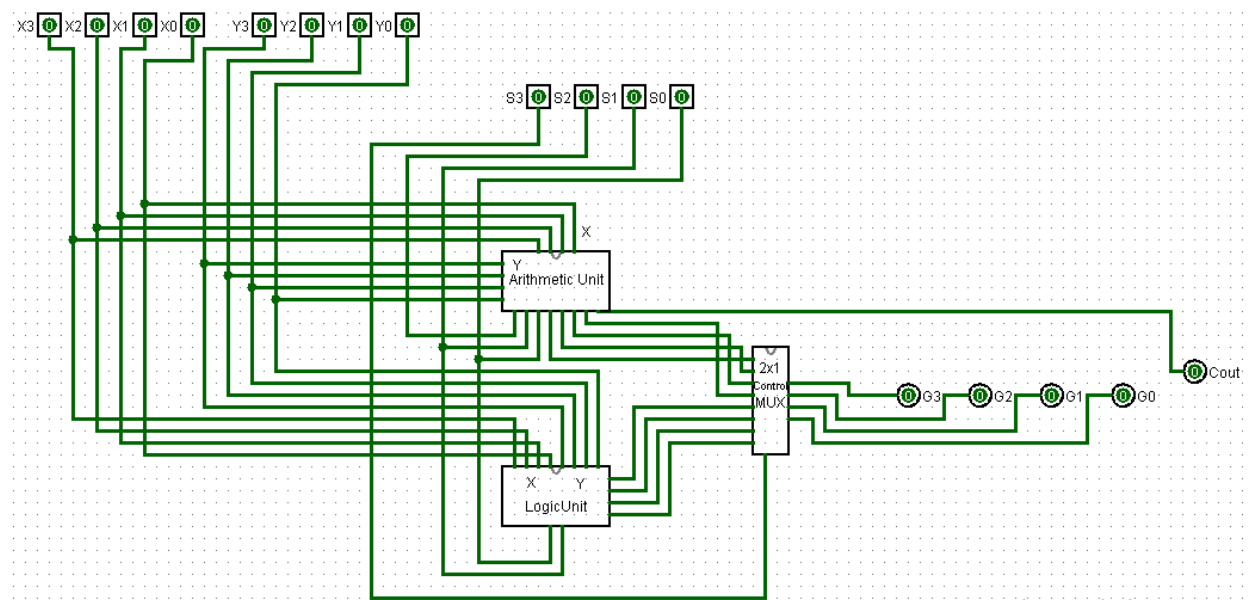 X3 0 X2 0 X1 0 X0 0 Y3 0 Y2 0 Y1 0 Y0 0
S3 0 S2 0 S1 0 S0 0
X
Y
Arithmetic Unit
2x1
Control
MUX
0 Cout
0 G3 0 G2 0 G1 0 G0
X Y
LogicUnit